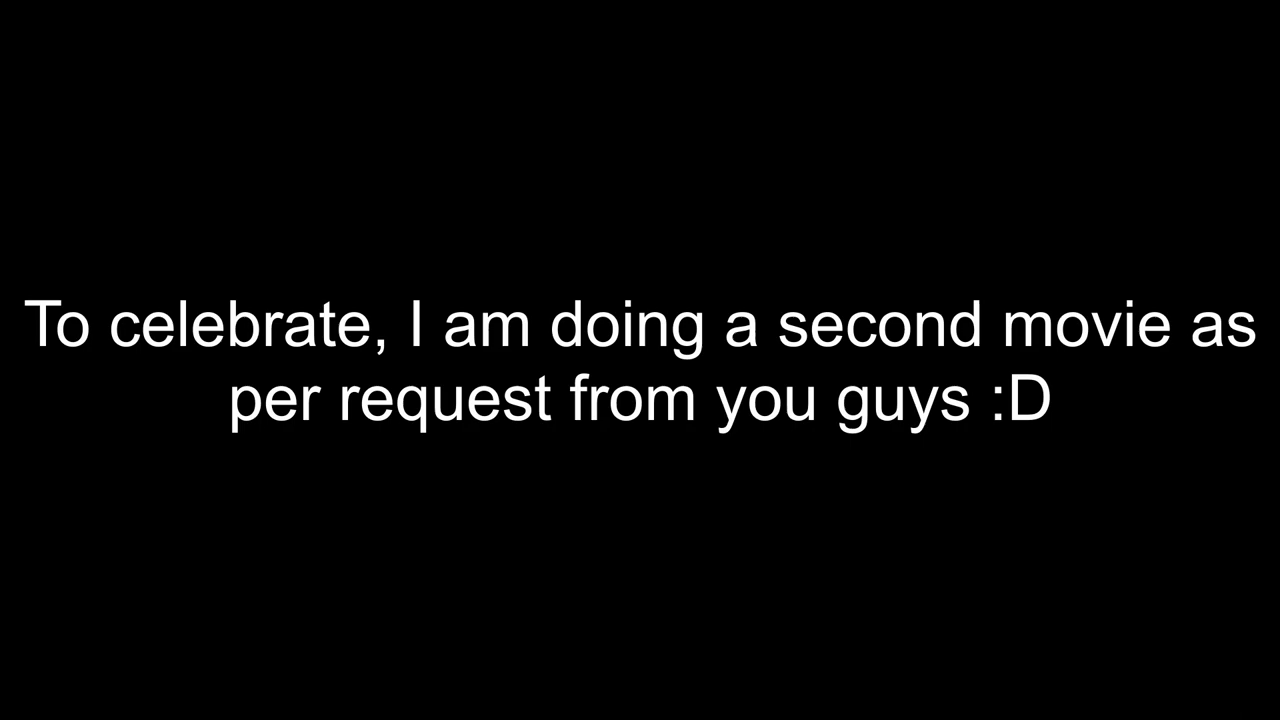 To celebrate, I am doing a second movie as
per request from you guys :D